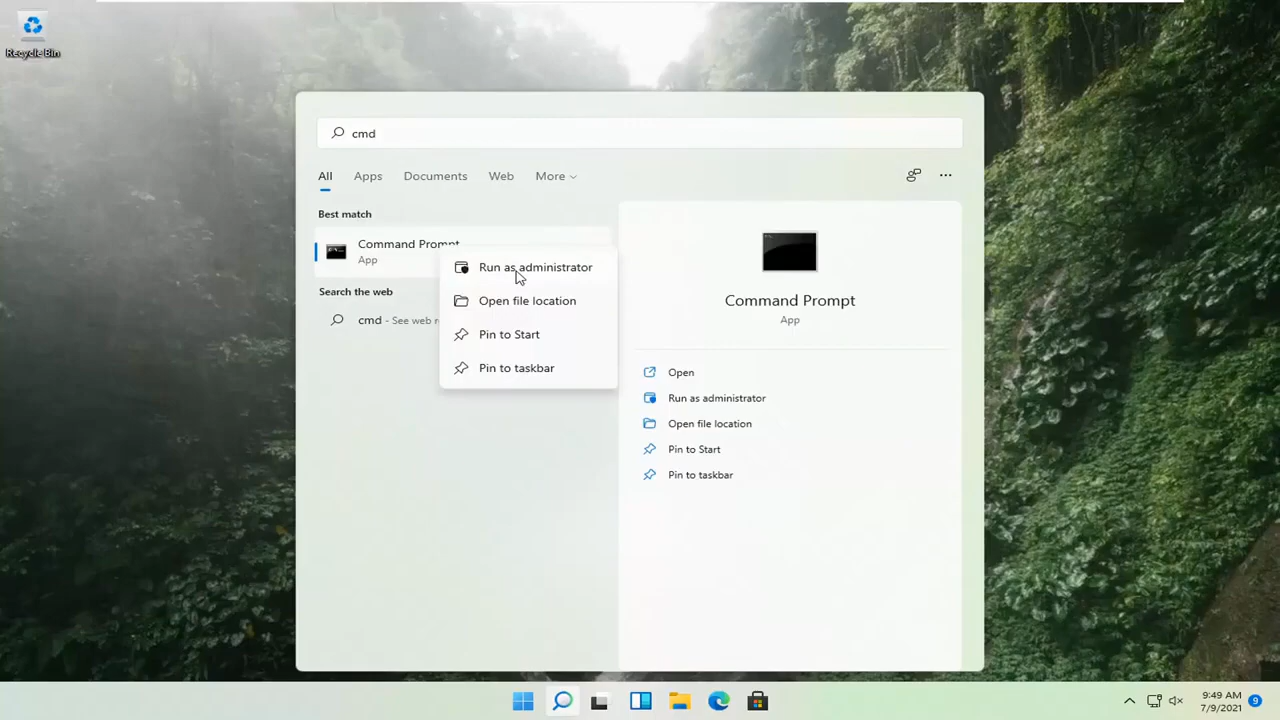 Recycle Bin
cmd
All Apps Documents Web More
Best match
Command Prompt
App
Search the web
cmd - See web r
Run as administrator
Open file location
Pin to Start
Pin to taskbar
Command Prompt
App
Open
Run as administrator
Open file location
Pin to Start
Pin to taskbar
9:49 AM
7/9/2021
9